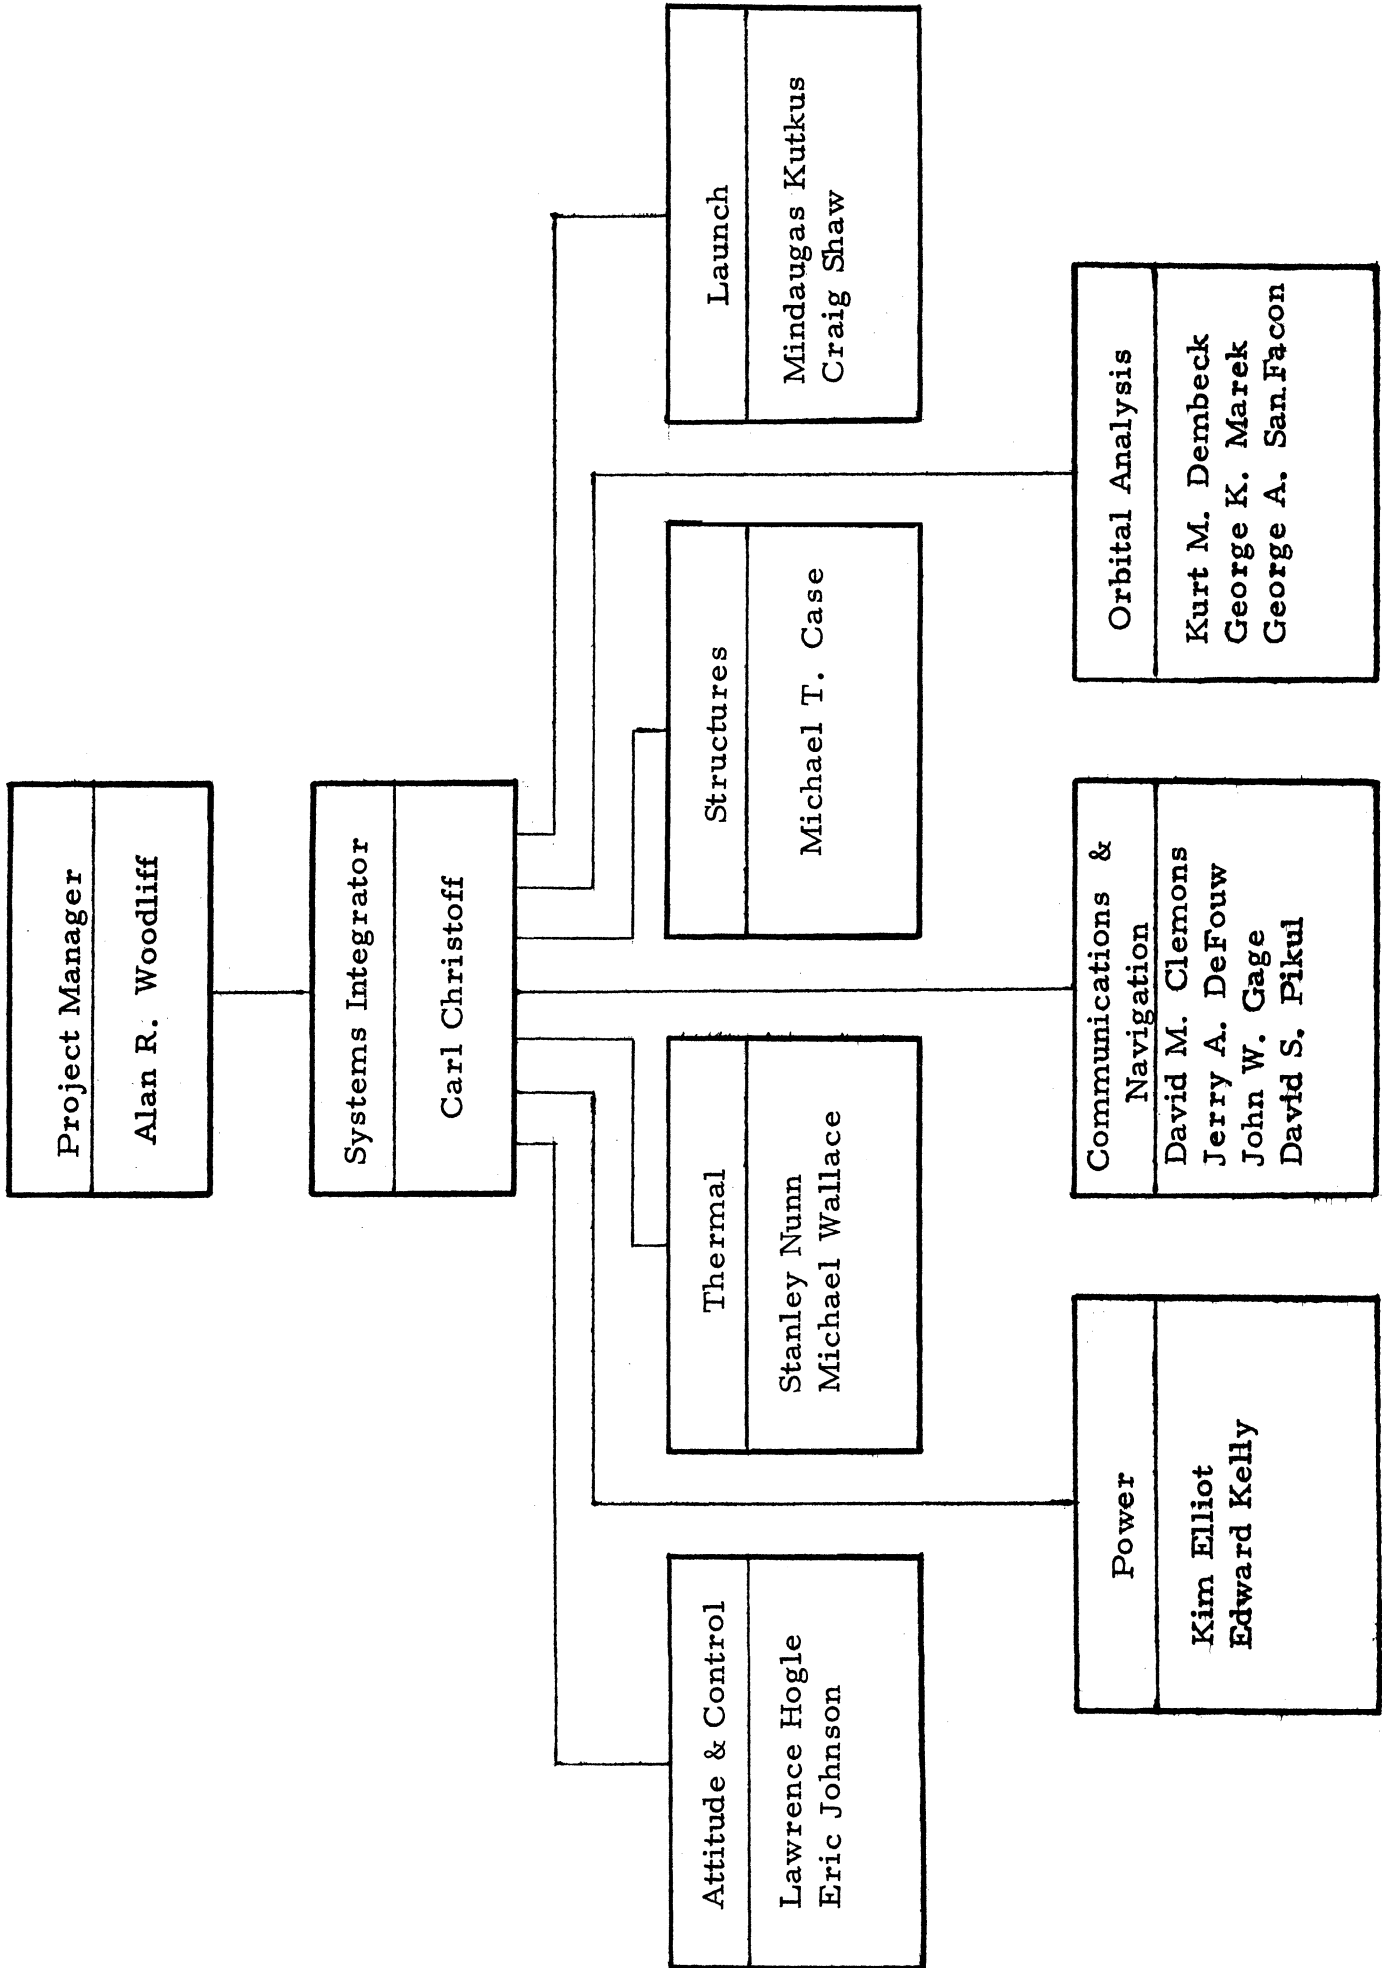 Project Manager
Alan R. Woodliff
Systems Integrator
Carl Christoff
Attitude & Control
Lawrence Hogle
Eric Johnson
Thermal
Stanley Nunn
Michael Wallace
Structures
Michael T. Case
Launch
Mindaugas Kutkus
Craig Shaw
Power
Kim Elliot
Edward Kelly
Communications &
Navigation
David M. Clemons
Jerry A. DeFouw
John W. Gage
David S. Pikul
Orbital Analysis
Kurt M. Dembeck
George K. Marek
George A. San Facon